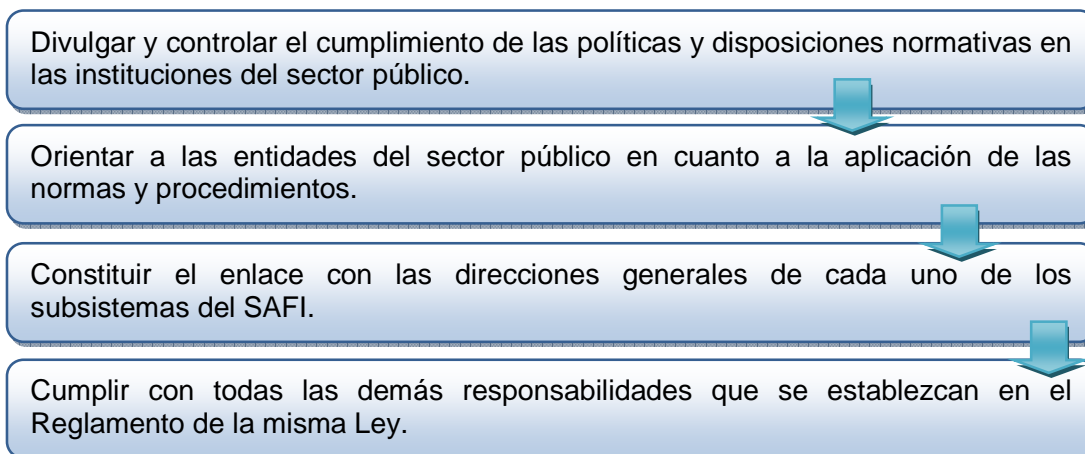 Divulgar y controlar el cumplimiento de las políticas y disposiciones normativas en
las instituciones del sector público.
Orientar a las entidades del sector público en cuanto a la aplicación de las
normas y procedimientos.
Constituir el enlace con las direcciones generales de cada uno de los
subsistemas del SAFI.
Cumplir con todas las demás responsabilidades que se establezcan en el
Reglamento de la misma Ley.